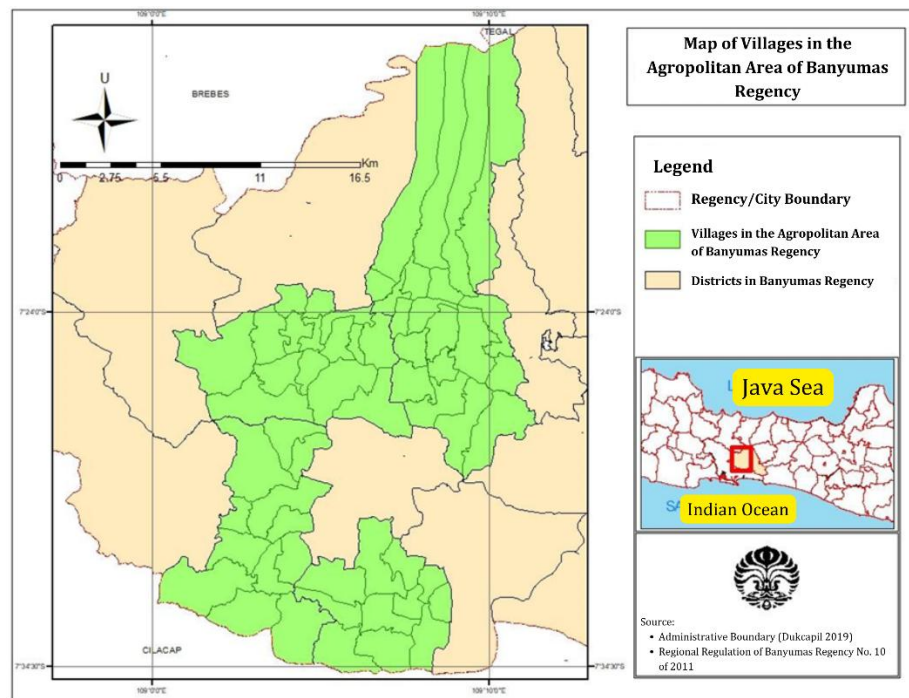 109°0'0"E
109°10'0"E
TEGAL
U
BREBES
Km
0 2.75 5.5 11 16.5
7°24'0"S
7°24'0"S
CILACAP
7°34'30"S
7°34'30"S
109°0'0"E
109°10'0"E
Map of Villages in the
Agropolitan Area of Banyumas
Regency
Legend
Regency/City Boundary
Villages in the Agropolitan Area
of Banyumas Regency
Districts in Banyumas Regency
Java Sea
Indian Ocean
Source:
• Administrative Boundary (Dukcapil 2019)
• Regional Regulation of Banyumas Regency No. 10
of 2011